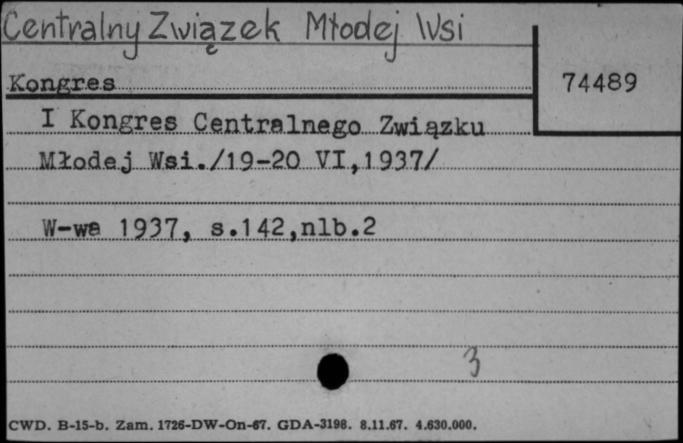 Centralny Związek Młodej Wsi
Kongres
74489
I Kongres Centralnego Związku
Młodej Wsi./19-20 VI,1937/
W-wa 1937, s.142,nlb.2
3
CWD. B-15-b. Zam. 1726-DW-On-67. GDA-3198. 8.11.67. 4.630.000.